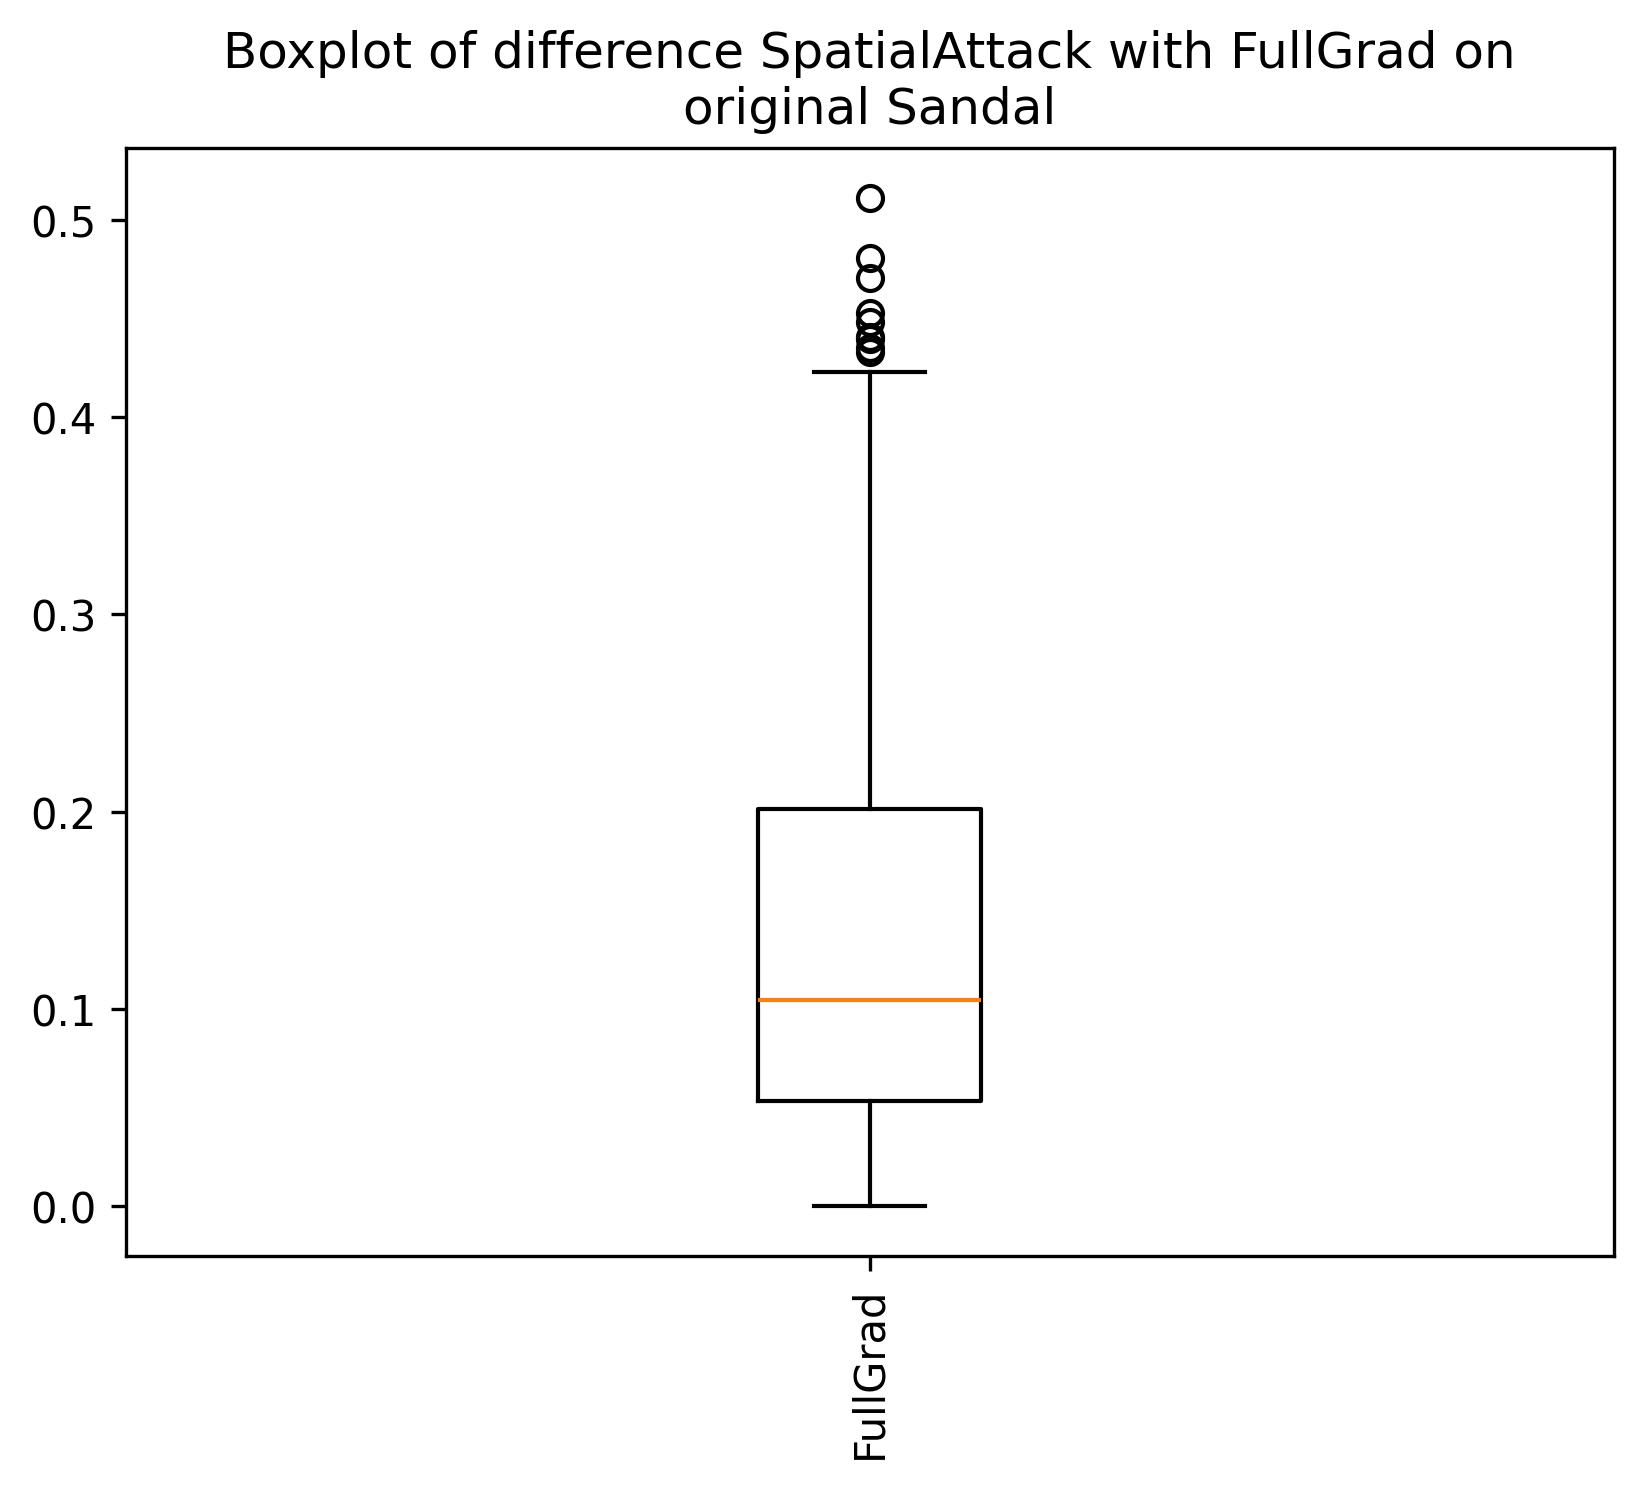 Boxplot of difference SpatialAttack with FullGrad on
original Sandal
0.5
0.4
0.3
0.2
0.1
0.0
FullGrad